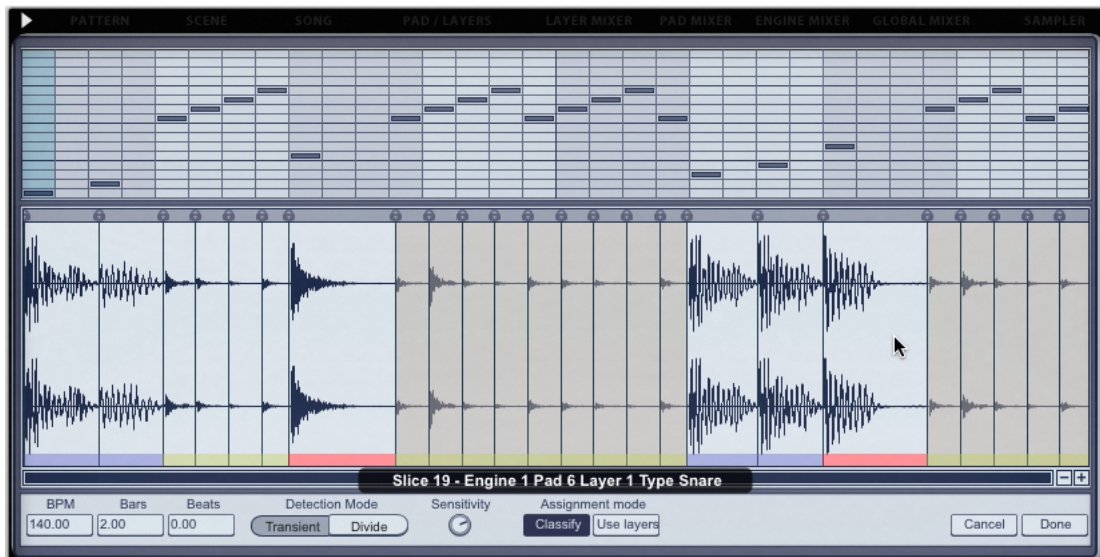 PATTERN SCENE SONG PAD / LAYERS LAYER MIXER PAD MIXER ENGINE MIXER GLOBAL MIXER SAMPLER
Slice 19 - Engine 1 Pad 6 Layer 1 Type Snare
BPM Bars Beats Detection Mode Sensitivity Assignment mode
140.00 2.00 0.00 Transient Divide Classify Use layers Cancel Done